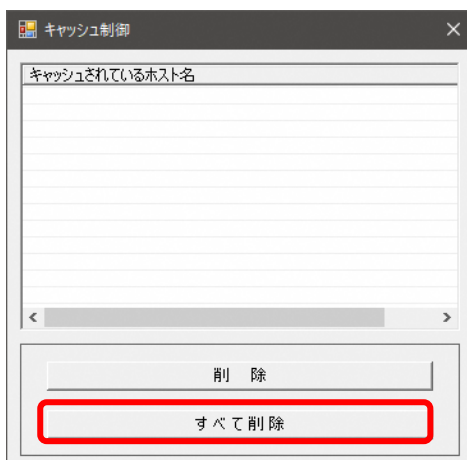 キャッシュ制御
キャッシュされているホスト名
削　除
すべて削除